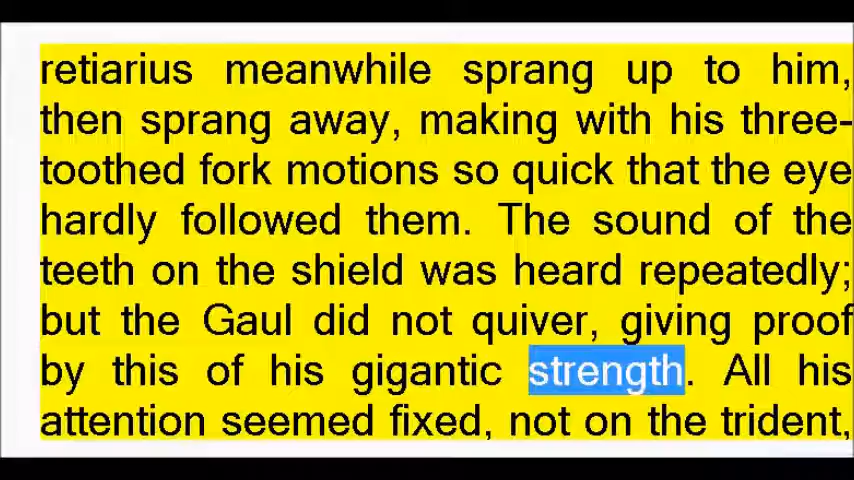 retiarius meanwhile sprang up to him,
then sprang away, making with his three-
toothed fork motions so quick that the eye
hardly followed them. The sound of the
teeth on the shield was heard repeatedly;
but the Gaul did not quiver, giving proof
by this of his gigantic strength. All his
attention seemed fixed, not on the trident,